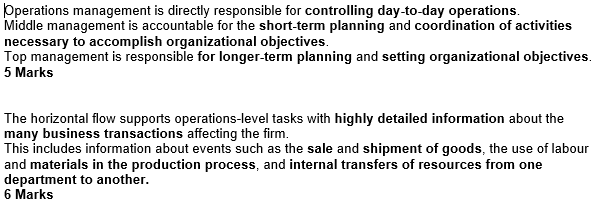 Operations management is directly responsible for controlling day-to-day operations.
Middle management is accountable for the short-term planning and coordination of activities
necessary to accomplish organizational objectives.
Top management is responsible for longer-term planning and setting organizational objectives.
5 Marks
The horizontal flow supports operations-level tasks with highly detailed information about the
many business transactions affecting the firm.
This includes information about events such as the sale and shipment of goods, the use of labour
and materials in the production process, and internal transfers of resources from one
department to another.
6 Marks